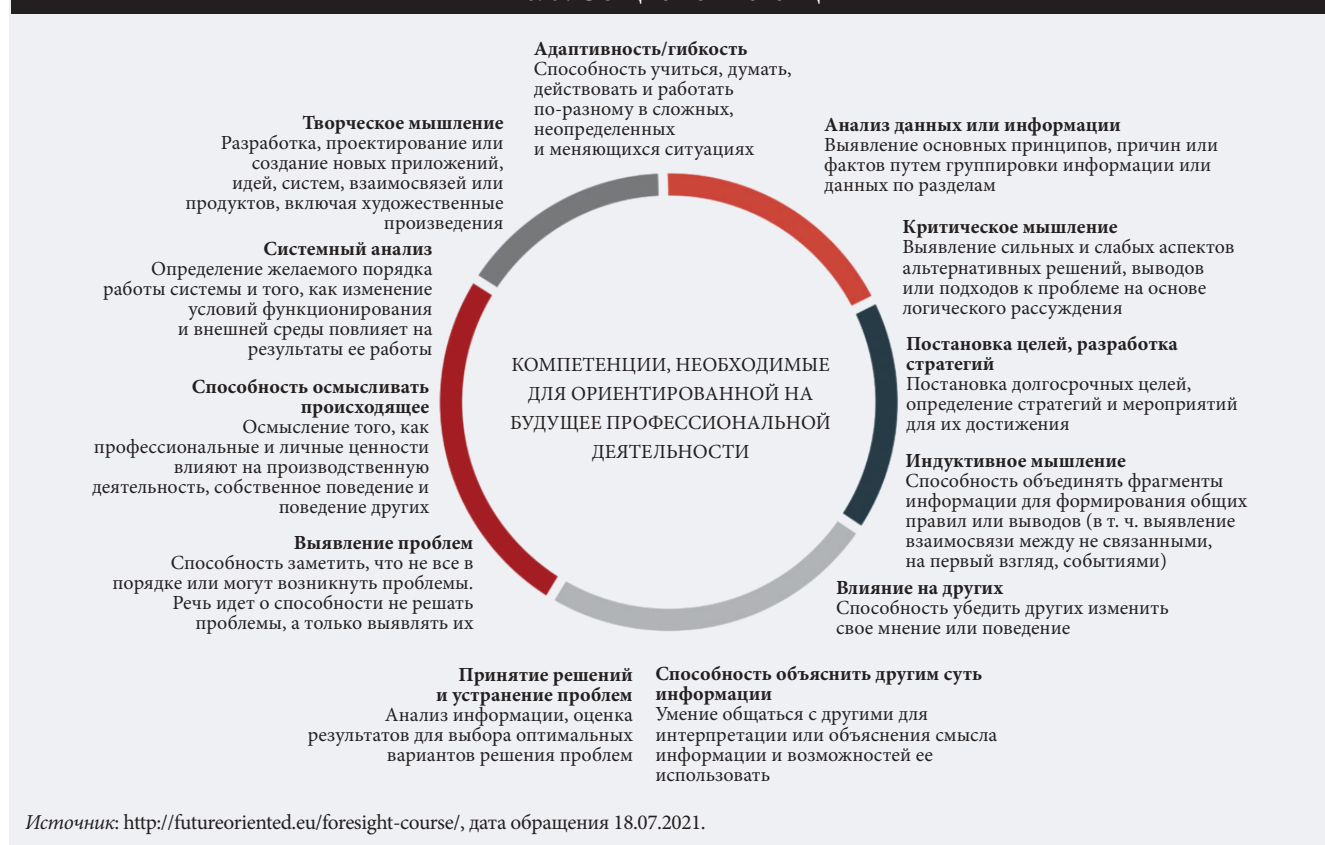 Адаптивность/гибкость
Способность учиться, думать,
действовать и работать
по-разному в сложных,
неопределенных
и меняющихся ситуациях
Анализ данных или информации
Выявление основных принципов, причин или
фактов путем группировки информации или
данных по разделам
Критическое мышление
Выявление сильных и слабых аспектов
альтернативных решений, выводов
или подходов к проблеме на основе
логического рассуждения
Постановка целей, разработка
стратегий
Постановка долгосрочных целей,
определение стратегий и мероприятий
для их достижения
Индуктивное мышление
Способность объединять фрагменты
информации для формирования общих
правил или выводов (в т. ч. выявление
взаимосвязи между не связанными,
на первый взгляд, событиями)
Влияние на других
Способность убедить других изменить
свое мнение или поведение
Способность объяснить другим суть
информации
Умение общаться с другими для
интерпретации или объяснения смысла
информации и возможностей ее
использовать
Принятие решений
и устранение проблем
Анализ информации, оценка
результатов для выбора оптимальных
вариантов решения проблем
Выявление проблем
Способность заметить, что не все в
порядке или могут возникнуть проблемы.
Речь идет о способности не решать
проблемы, а только выявлять их
Способность осмысливать
происходящее
Осмысление того, как
профессиональные и личные ценности
влияют на производственную
деятельность, собственное поведение и
поведение других
Системный анализ
Определение желаемого порядка
работы системы и того, как изменение
условий функционирования
и внешней среды повлияет на
результаты ее работы
Творческое мышление
Разработка, проектирование или
создание новых приложений,
идей, систем, взаимосвязей или
продуктов, включая художественные
произведения
КОМПЕТЕНЦИИ, НЕОБХОДИМЫЕ
ДЛЯ ОРИЕНТИРОВАННОЙ НА
БУДУЩЕЕ ПРОФЕССИОНАЛЬНОЙ
ДЕЯТЕЛЬНОСТИ
Источник: http://futureoriented.eu/foresight-course/, дата обращения 18.07.2021.